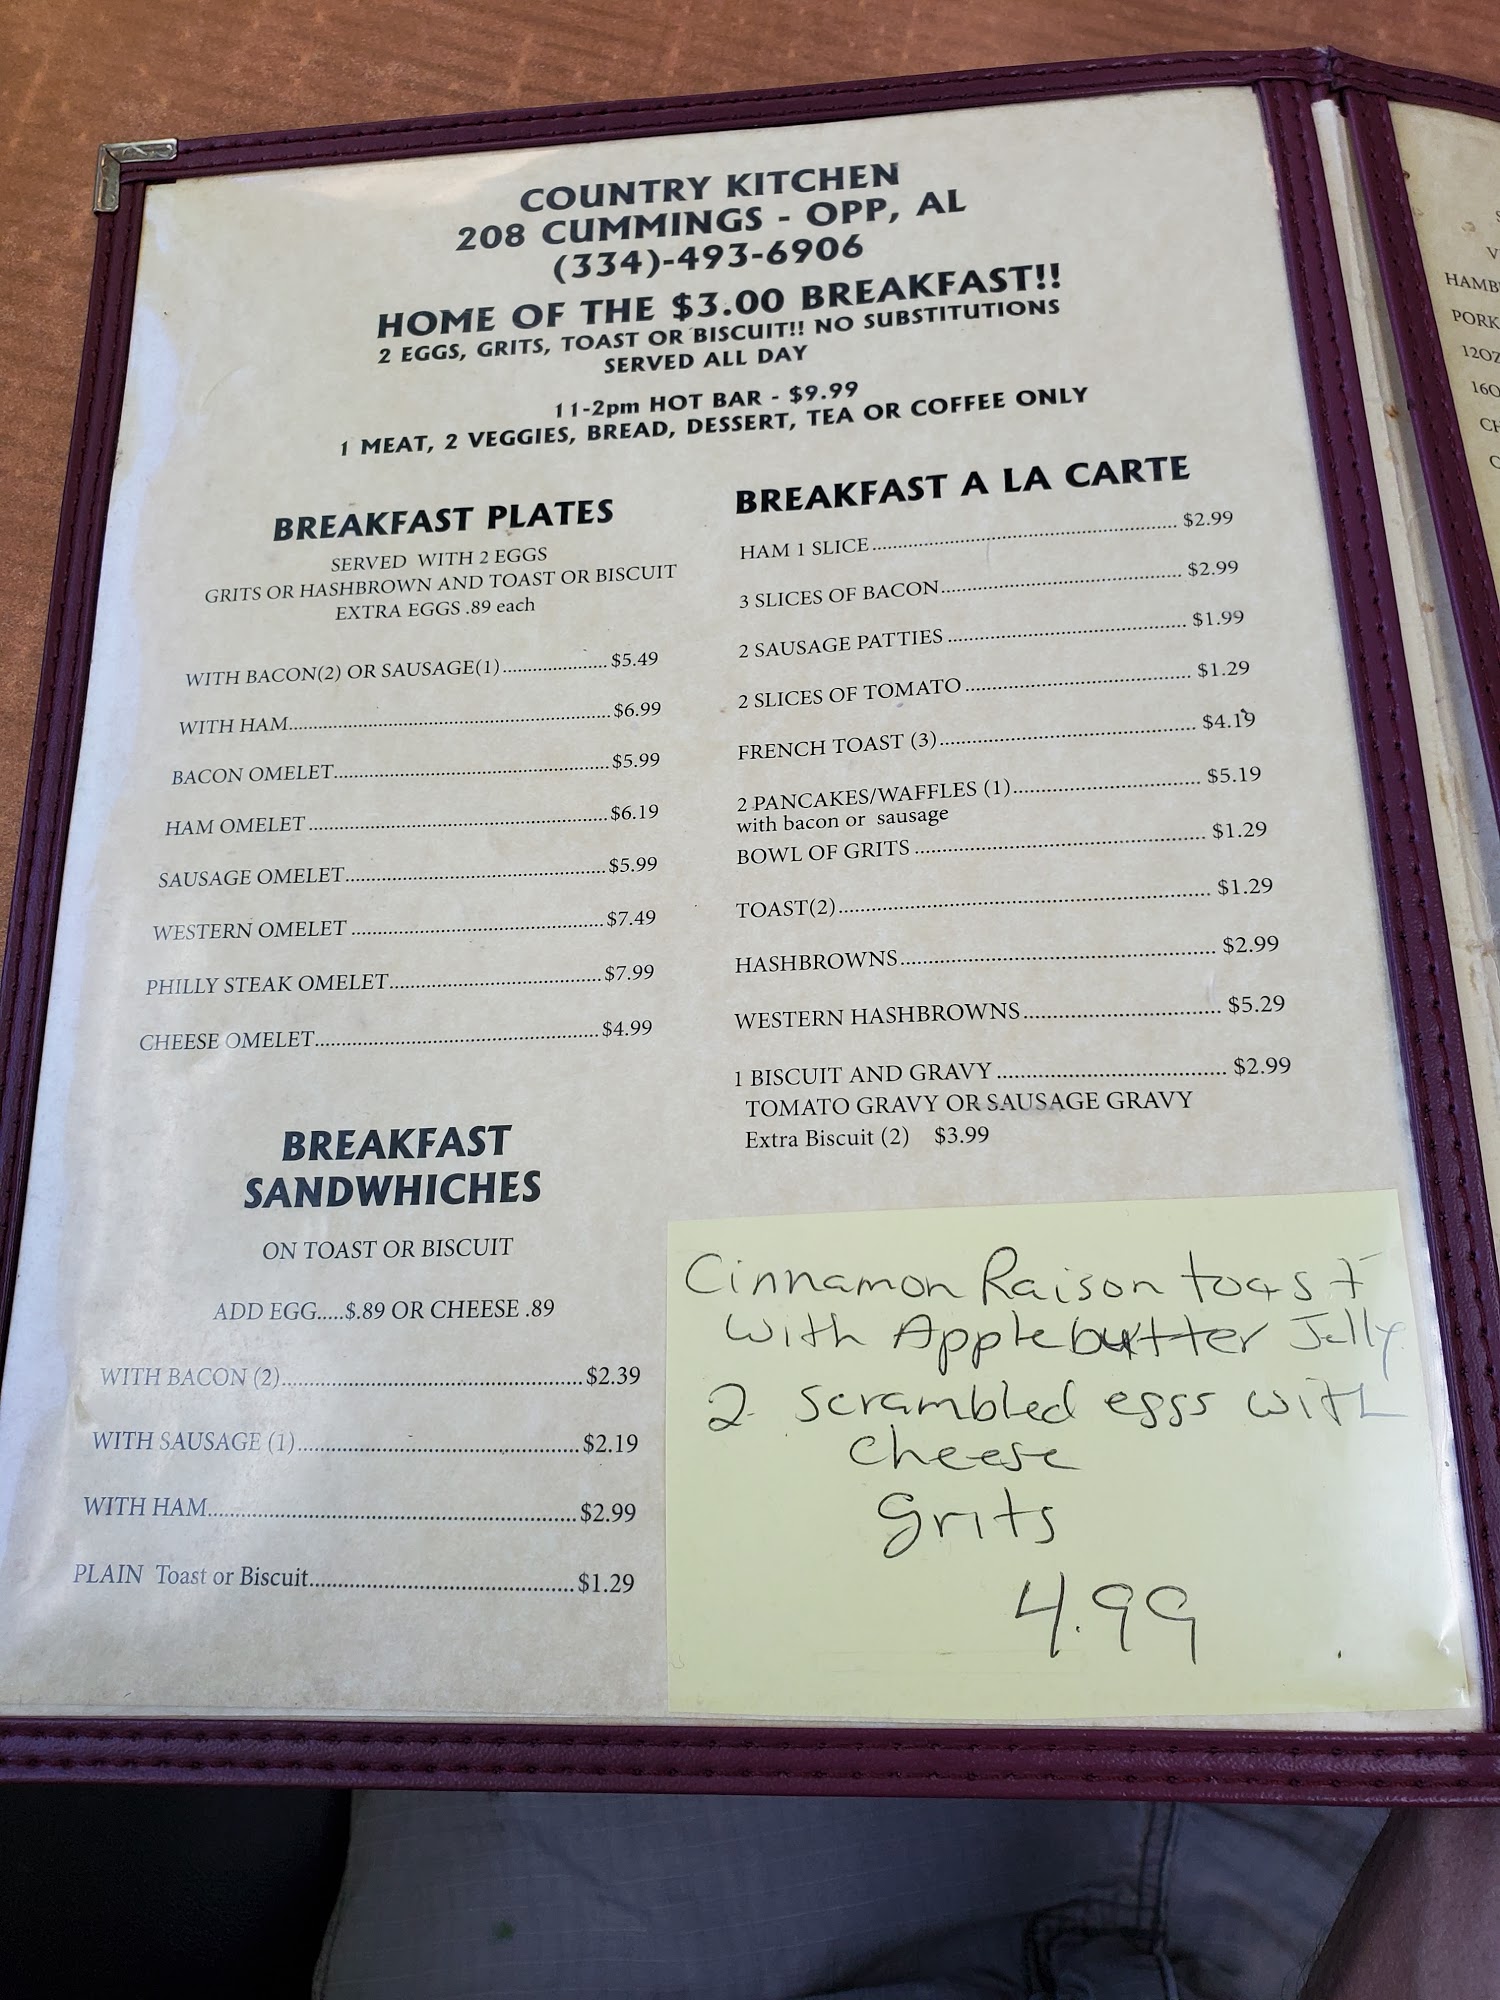 COUNTRY KITCHEN
208 CUMMINGS - OPP, AL
(334)-493-6906
HOME OF THE $3.00 BREAKFAST!!
2 EGGS, GRITS, TOAST OR BISCUIT!! NO SUBSTITUTIONS
SERVED ALL DAY
11-2pm HOT BAR - $9.99
1 MEAT, 2 VEGGIES, BREAD, DESSERT, TEA OR COFFEE ONLY
BREAKFAST PLATES
SERVED WITH 2 EGGS
GRITS OR HASHBROWN AND TOAST OR BISCUIT
EXTRA EGGS .89 each
WITH BACON(2) OR SAUSAGE(1)..................... $5.49
WITH HAM................................................................ $6.99
BACON OMELET....................................................... $5.99
HAM OMELET ............................................................ $6.19
SAUSAGE OMELET.................................................... $5.99
WESTERN OMELET ................................................... $7.49
PHILLY STEAK OMELET........................................... $7.99
CHEESE OMELET......................................................... $4.99
BREAKFAST
SANDWHICHES
ON TOAST OR BISCUIT
ADD EGG.....$.89 OR CHEESE .89
WITH BACON (2)...................................................... $2.39
WITH SAUSAGE (1)................................................... $2.19
WITH HAM................................................................ $2.99
PLAIN Toast or Biscuit............................................... $1.29
BREAKFAST A LA CARTE
HAM 1 SLICE............................................................. $2.99
3 SLICES OF BACON................................................ $2.99
2 SAUSAGE PATTIES ................................................ $1.99
2 SLICES OF TOMATO ............................................. $1.29
FRENCH TOAST (3)................................................... $4.19
2 PANCAKES/WAFFLES (1)..................................... $5.19
with bacon or sausage
BOWL OF GRITS ........................................................ $1.29
TOAST(2)...................................................................... $1.29
HASHBROWNS........................................................... $2.99
WESTERN HASHBROWNS..................................... $5.29
1 BISCUIT AND GRAVY .......................................... $2.99
TOMATO GRAVY OR SAUSAGE GRAVY
Extra Biscuit (2) $3.99
Cinnamon Raison toast
with Applebutter Jelly
2 scrambled eggs with
cheese
grits
4.99
HAMB
PORK
12OZ
16O
CH